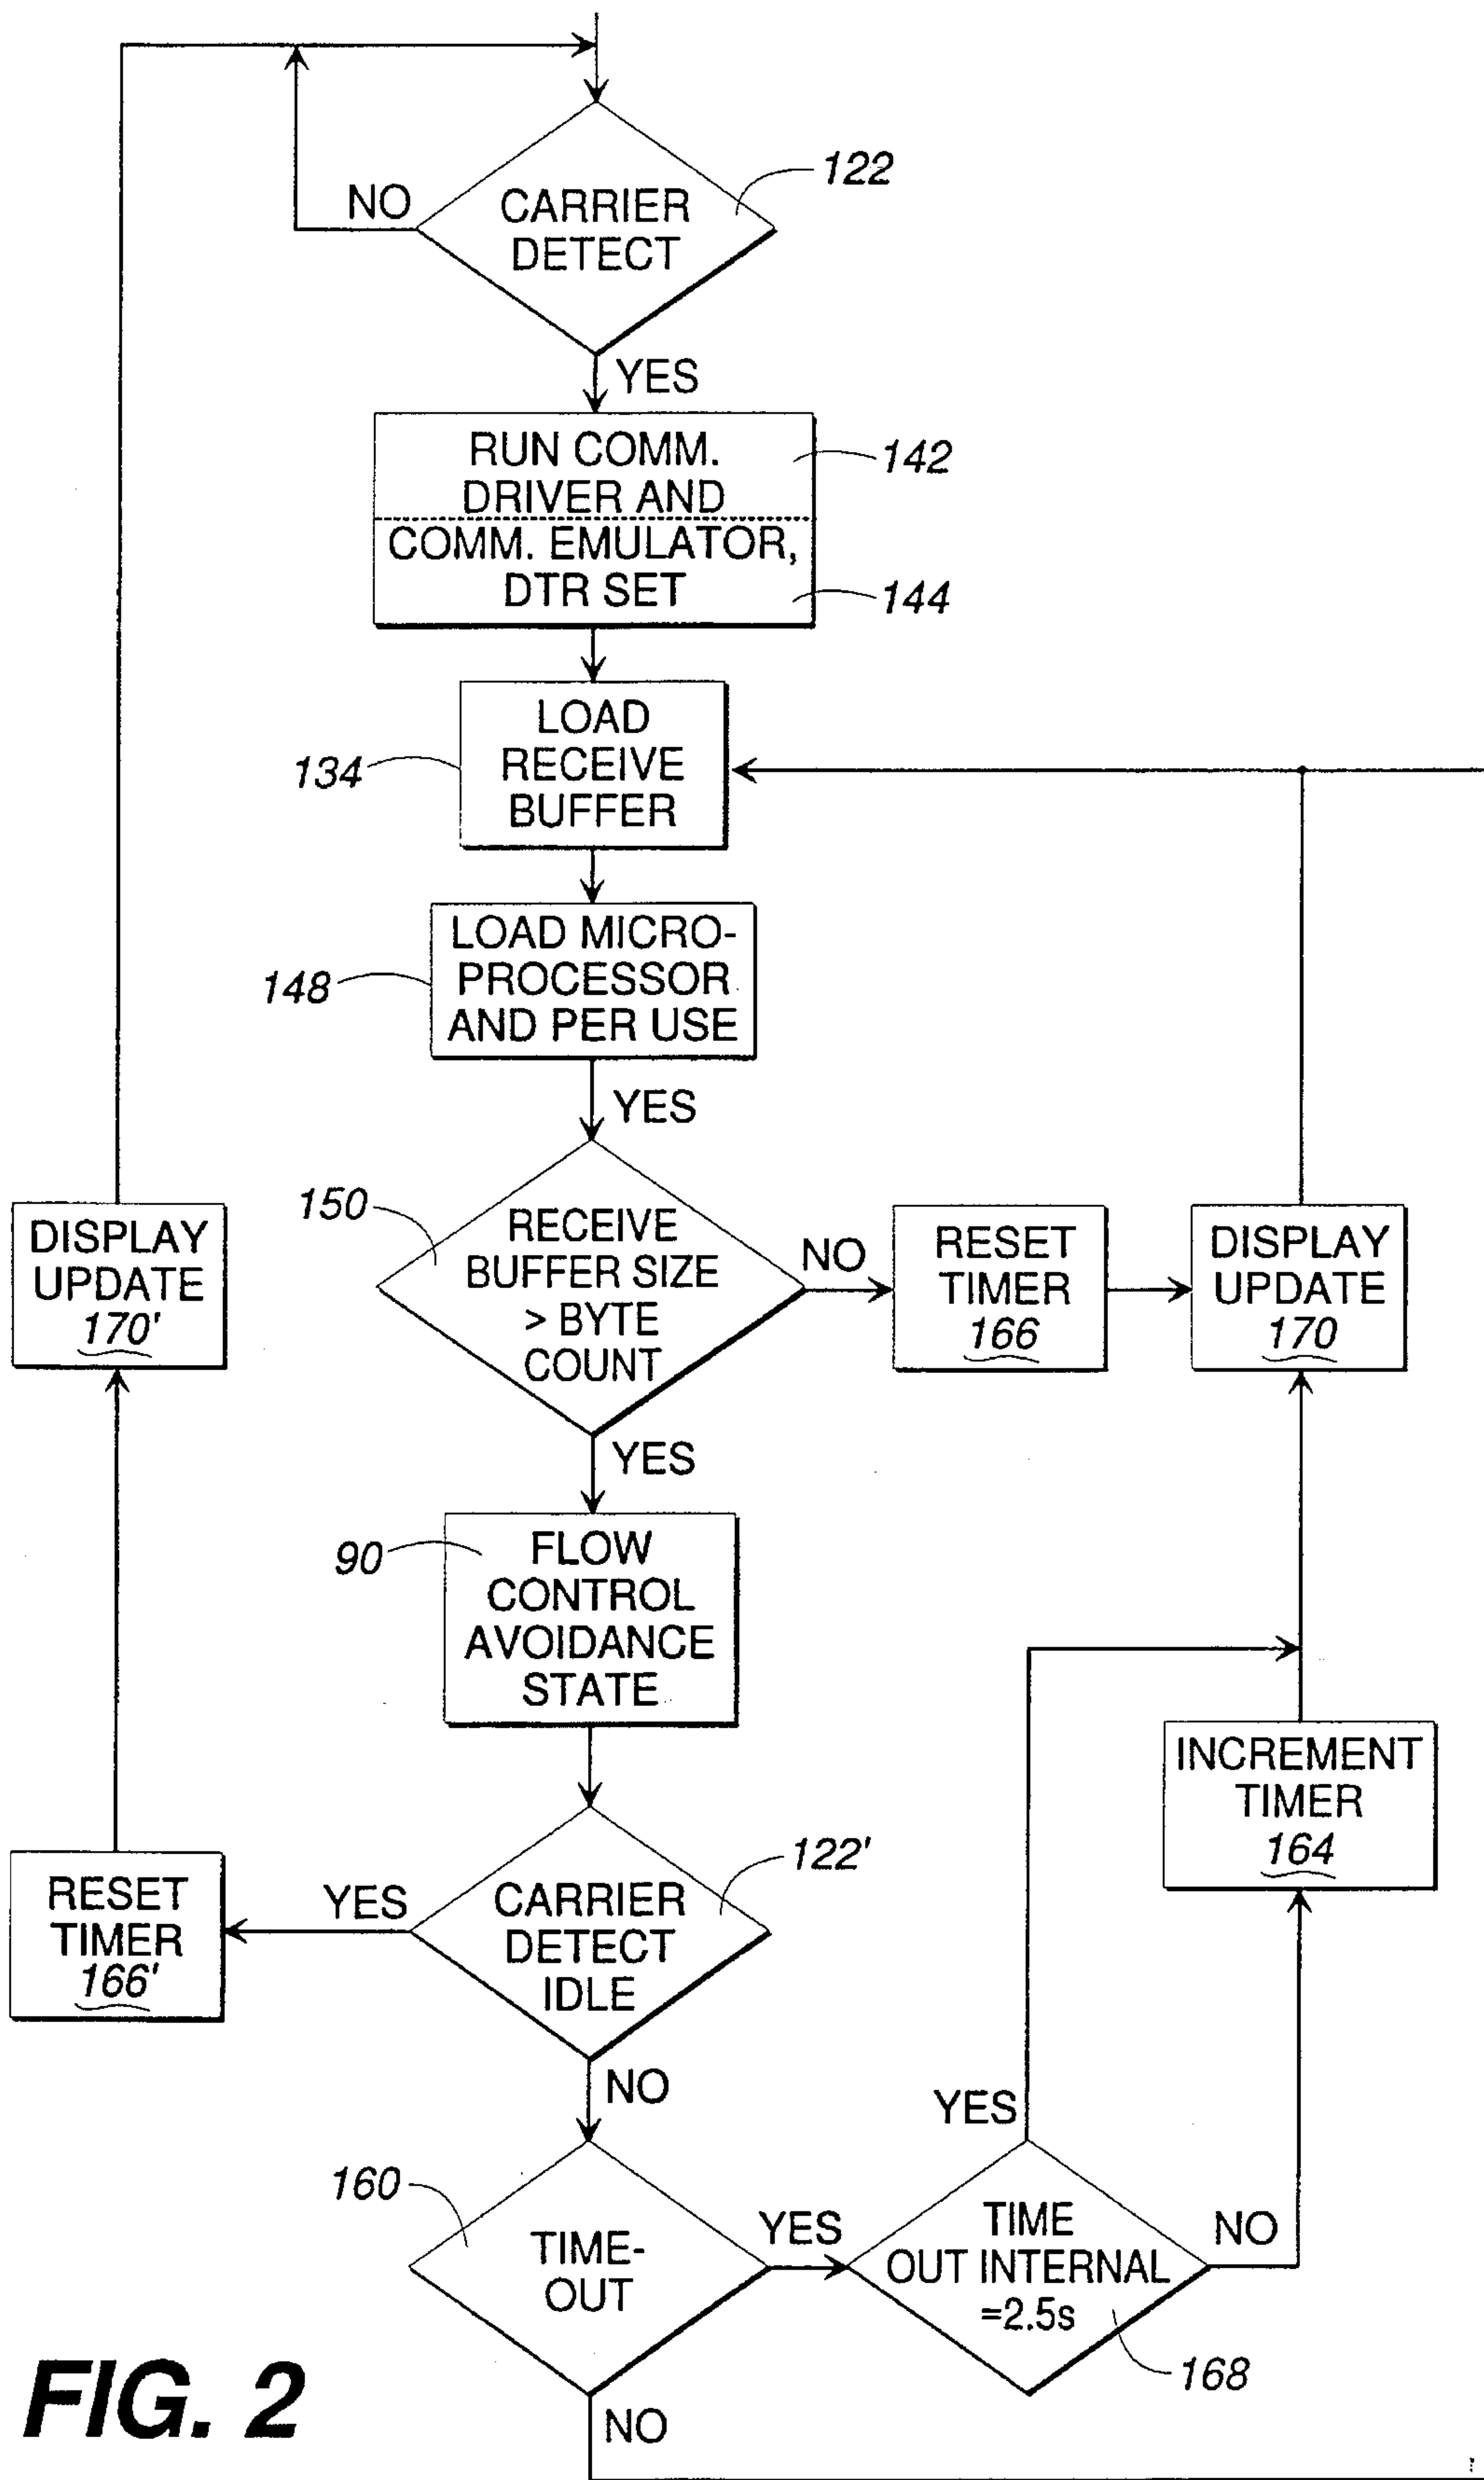 122
NO
CARRIER
DETECT
YES
RUN COMM.
DRIVER AND
142
COMM. EMULATOR,
DTR SET
144
LOAD
RECEIVE
BUFFER
134
LOAD MICRO-
PROCESSOR
AND PER USE
148
YES
150
RECEIVE
BUFFER SIZE
> BYTE
COUNT
NO
RESET
TIMER
166
DISPLAY
UPDATE
170
DISPLAY
UPDATE
170'
YES
90
FLOW
CONTROL
AVOIDANCE
STATE
INCREMENT
TIMER
164
122'
CARRIER
DETECT
IDLE
YES
RESET
TIMER
166'
NO
YES
160
TIME-
OUT
YES
TIME
OUT INTERNAL
=2.5s
NO
168
NO
FIG. 2